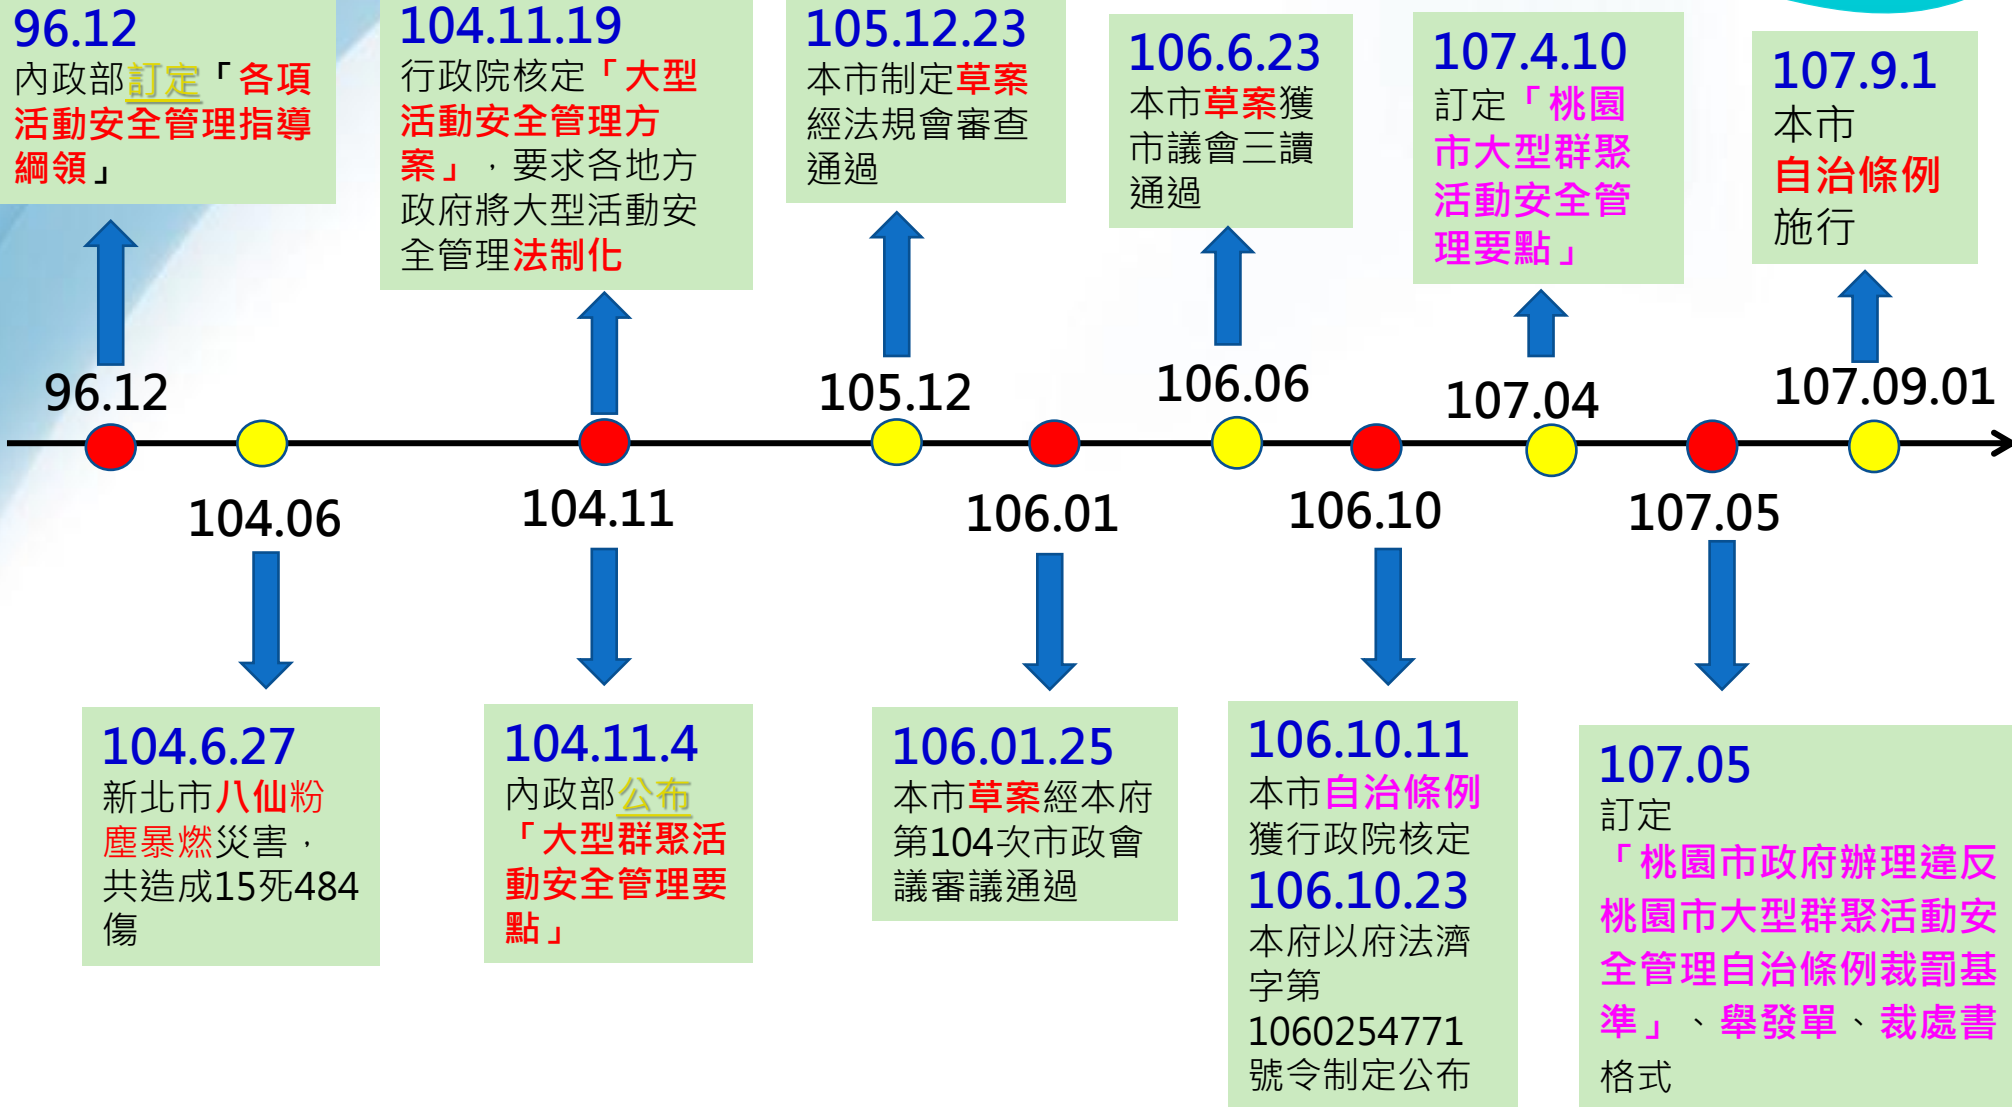 96.12
內政部訂定「各項
活動安全管理指導
綱領」
104.11.19
行政院核定「大型
活動安全管理方
案」，要求各地方
政府將大型活動安
全管理法制化
105.12.23
本市制定草案
經法規會審查
通過
106.6.23
本市草案獲
市議會三讀
通過
107.4.10
訂定「桃園
市大型群聚
活動安全管
理要點」
107.9.1
本市
自治條例
施行
96.12
105.12
106.06
107.04
107.09.01
104.06
104.11
106.01
106.10
107.05
104.6.27
新北市八仙粉
塵暴燃災害，
共造成15死484
傷
104.11.4
內政部公布
「大型群聚活
動安全管理要
點」
106.01.25
本市草案經本府
第104次市政會
議審議通過
106.10.11
本市自治條例
獲行政院核定
106.10.23
本府以府法濟
字第
1060254771
號令制定公布
107.05
訂定
「桃園市政府辦理違反
桃園市大型群聚活動安
全管理自治條例裁罰基
準」、舉發單、裁處書
格式